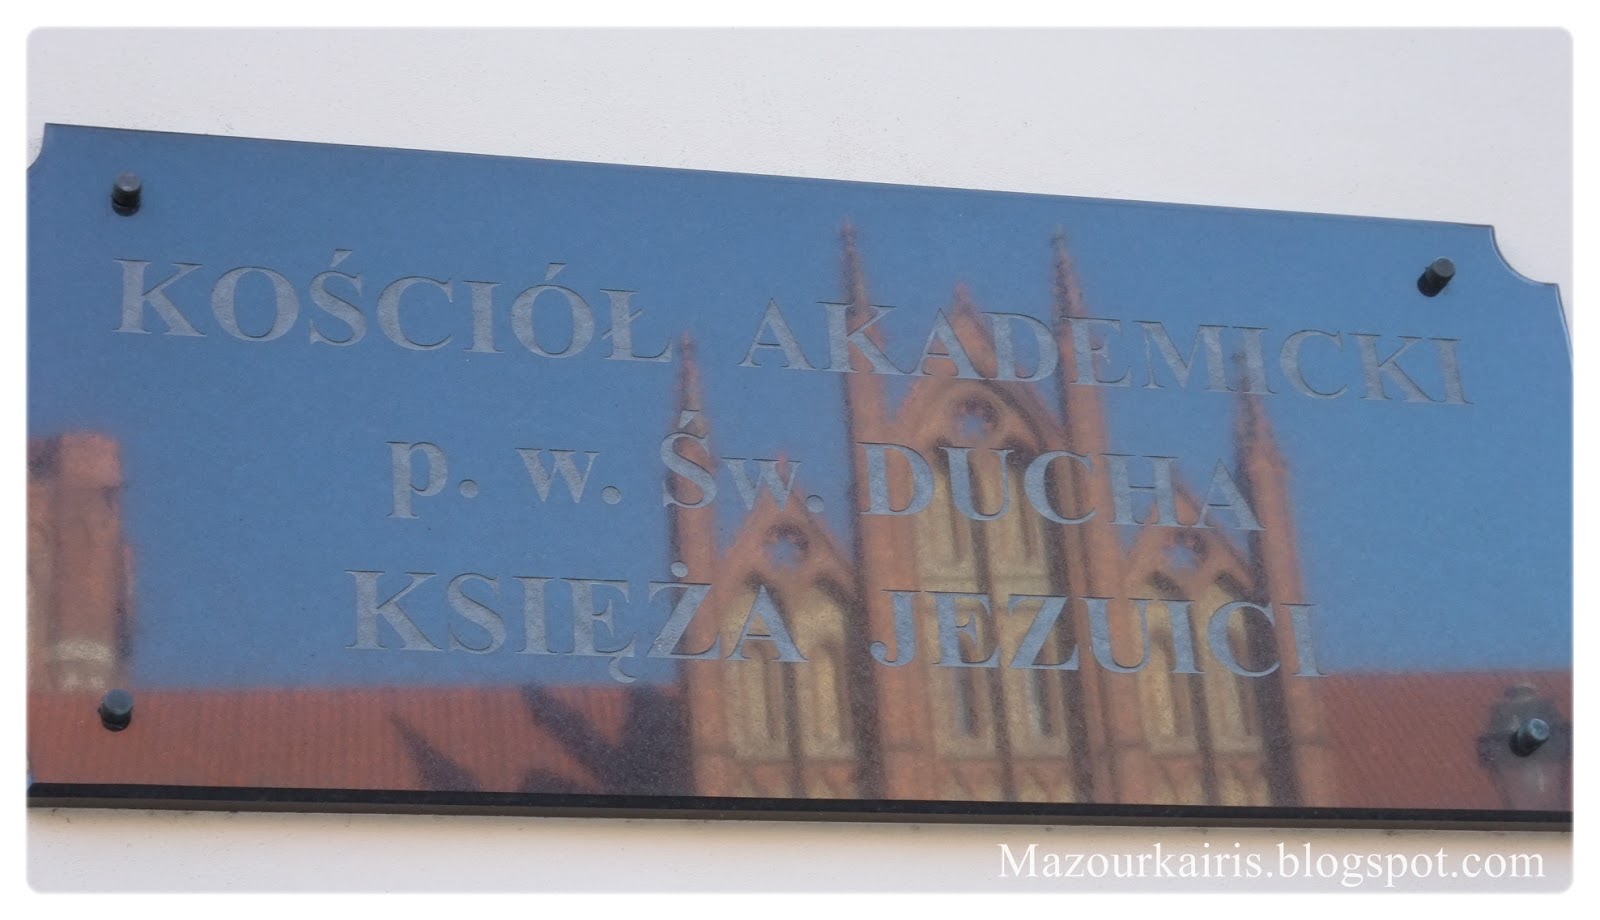 KOŚCIÓŁ AKADEMICKI
p. w. Św. DUCHA
KSIĘŻA JEZUICI
Mazourkairis.blogspot.com